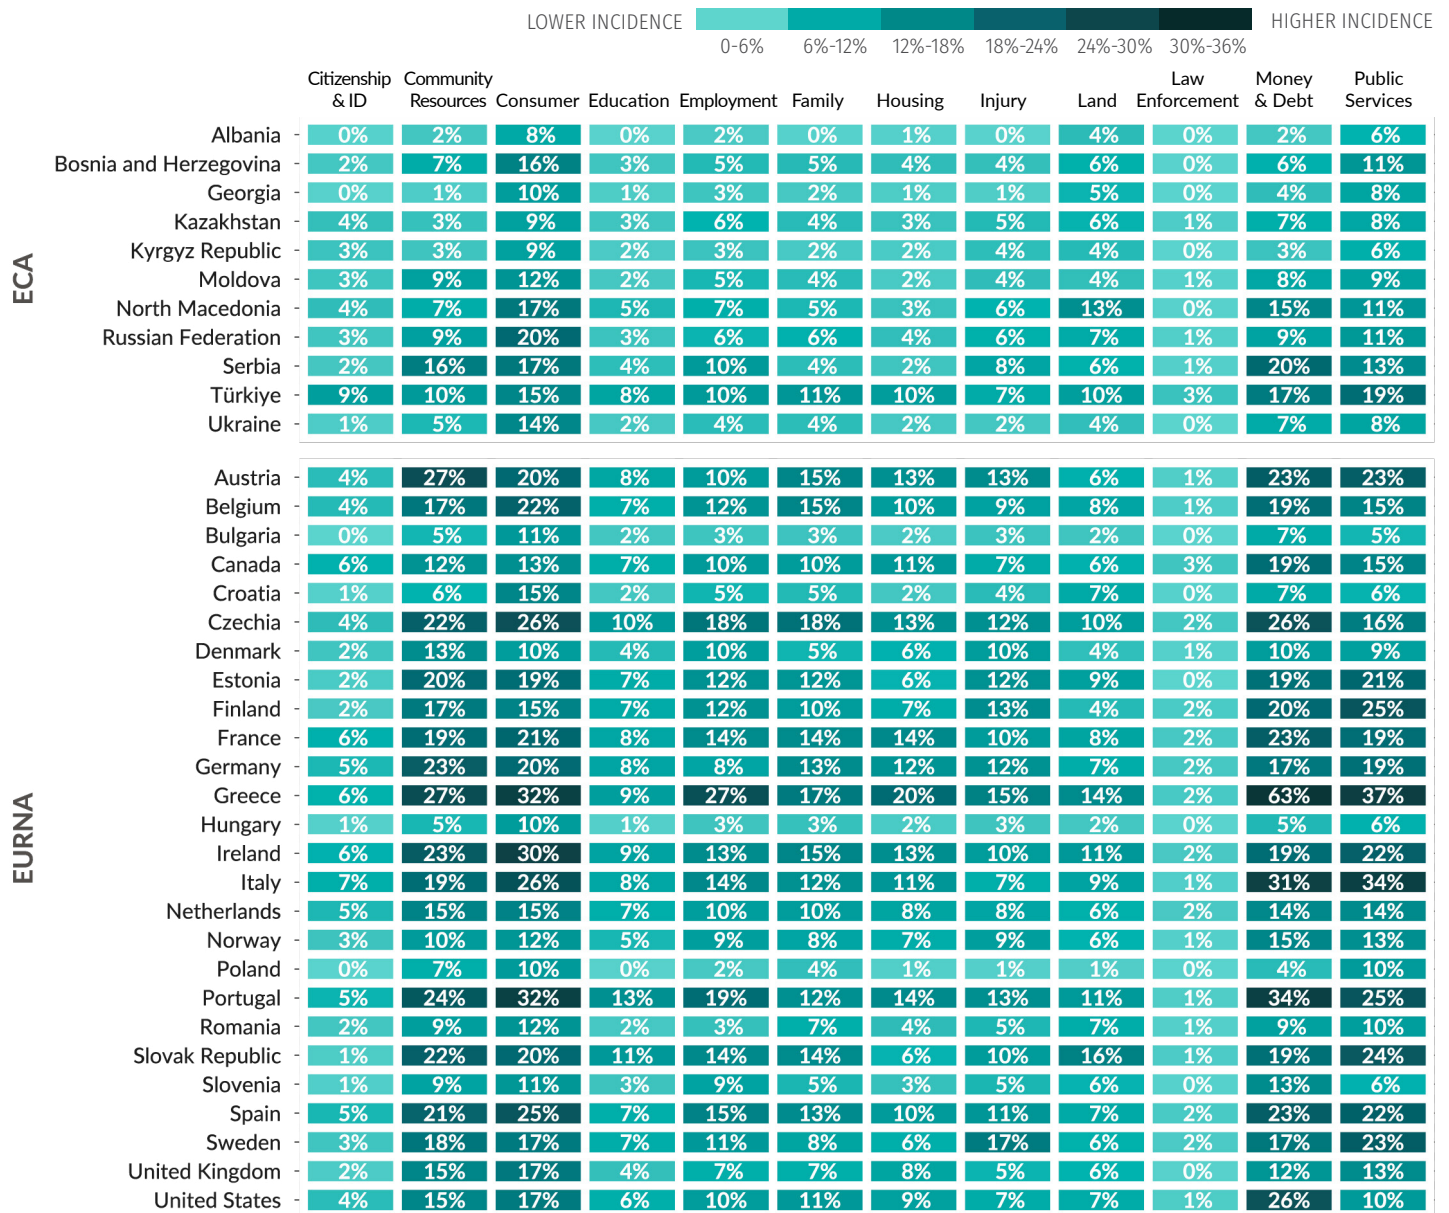 LOWER INCIDENCE HIGHER INCIDENCE
0-6% 6%-12% 12%-18% 18%-24% 24%-30% 30%-36%
Citizenship Community Law Money Public
& ID Resources Consumer Education Employment Family Housing Injury Land Enforcement & Debt Services
ECA
Albania 0% 2% 8% 0% 2% 0% 1% 0% 4% 0% 2% 6%
Bosnia and Herzegovina 2% 7% 16% 3% 5% 5% 4% 4% 6% 0% 6% 11%
Georgia 0% 1% 10% 1% 3% 2% 1% 1% 5% 0% 4% 8%
Kazakhstan 4% 3% 9% 3% 6% 4% 3% 5% 6% 1% 7% 8%
Kyrgyz Republic 3% 3% 9% 2% 3% 2% 2% 4% 4% 0% 3% 6%
Moldova 3% 9% 12% 2% 5% 4% 2% 4% 4% 1% 8% 9%
North Macedonia 4% 7% 17% 5% 7% 5% 3% 6% 13% 0% 15% 11%
Russian Federation 3% 9% 20% 3% 6% 6% 4% 6% 7% 1% 9% 11%
Serbia 2% 16% 17% 4% 10% 4% 2% 8% 6% 1% 20% 13%
Türkiye 9% 10% 15% 8% 10% 11% 10% 7% 10% 3% 17% 19%
Ukraine 1% 5% 14% 2% 4% 4% 2% 2% 4% 0% 7% 8%
EURNA
Austria 4% 27% 20% 8% 10% 15% 13% 13% 6% 1% 23% 23%
Belgium 4% 17% 22% 7% 12% 15% 10% 9% 8% 1% 19% 15%
Bulgaria 0% 5% 11% 2% 3% 3% 2% 3% 2% 0% 7% 5%
Canada 6% 12% 13% 7% 10% 10% 11% 7% 6% 3% 19% 15%
Croatia 1% 6% 15% 2% 5% 5% 2% 4% 7% 0% 7% 6%
Czechia 4% 22% 26% 10% 18% 18% 13% 12% 10% 2% 26% 16%
Denmark 2% 13% 10% 4% 10% 5% 6% 10% 4% 1% 10% 9%
Estonia 2% 20% 19% 7% 12% 12% 6% 12% 9% 0% 19% 21%
Finland 2% 17% 15% 7% 12% 10% 7% 13% 4% 2% 20% 25%
France 6% 19% 21% 8% 14% 14% 14% 10% 8% 2% 23% 19%
Germany 5% 23% 20% 8% 8% 13% 12% 12% 7% 2% 17% 19%
Greece 6% 27% 32% 9% 27% 17% 20% 15% 14% 2% 63% 37%
Hungary 1% 5% 10% 1% 3% 3% 2% 3% 2% 0% 5% 6%
Ireland 6% 23% 30% 9% 13% 15% 13% 10% 11% 2% 19% 22%
Italy 7% 19% 26% 8% 14% 12% 11% 7% 9% 1% 31% 34%
Netherlands 5% 15% 15% 7% 10% 10% 8% 8% 6% 2% 14% 14%
Norway 3% 10% 12% 5% 9% 8% 7% 9% 6% 1% 15% 13%
Poland 0% 7% 10% 0% 2% 4% 1% 1% 1% 0% 4% 10%
Portugal 5% 24% 32% 13% 19% 12% 14% 13% 11% 1% 34% 25%
Romania 2% 9% 12% 2% 3% 7% 4% 5% 7% 1% 9% 10%
Slovak Republic 1% 22% 20% 11% 14% 14% 6% 10% 16% 1% 19% 24%
Slovenia 1% 9% 11% 3% 9% 5% 3% 5% 6% 0% 13% 6%
Spain 5% 21% 25% 7% 15% 13% 10% 11% 7% 2% 23% 22%
Sweden 3% 18% 17% 7% 11% 8% 6% 17% 6% 2% 17% 23%
United Kingdom 2% 15% 17% 4% 7% 7% 8% 5% 6% 0% 12% 13%
United States 4% 15% 17% 6% 10% 11% 9% 7% 7% 1% 26% 10%